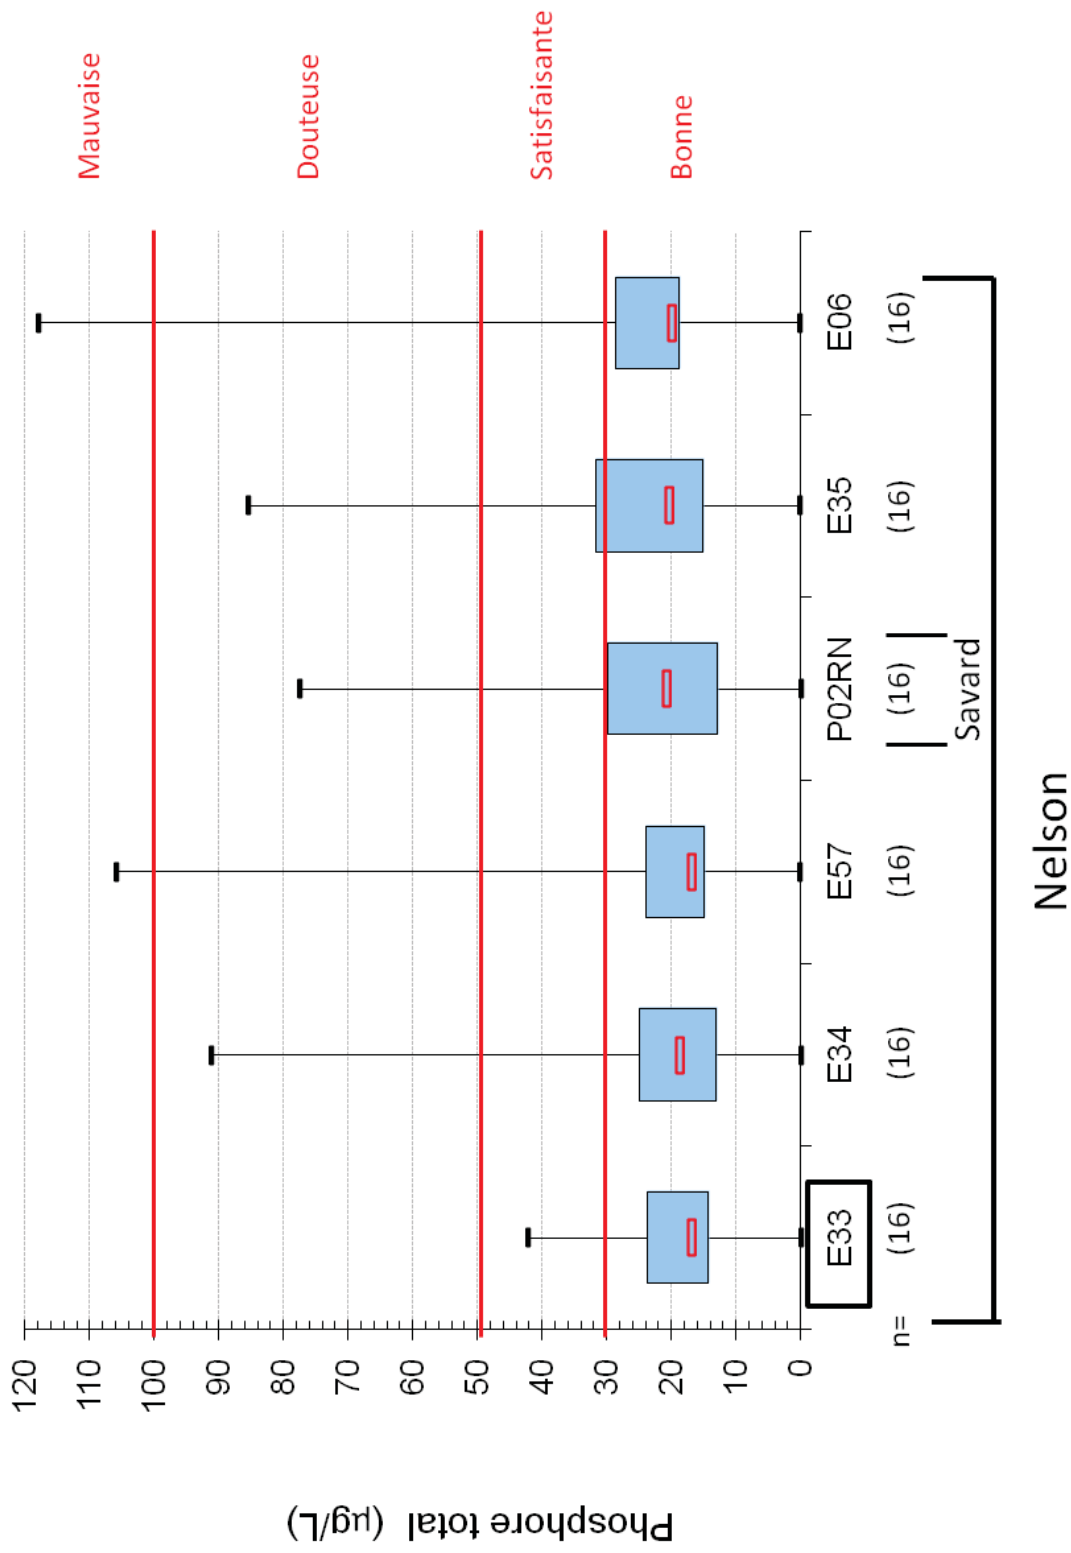 Phosphore total (µg/L)
120
110
100
90
80
70
60
50
40
30
20
10
0
Mauvaise
Douteuse
Satisfaisante
Bonne
E33 E34 E57 P02RN E35 E06
n= (16) (16) (16) (16) (16) (16)
Savard
Nelson